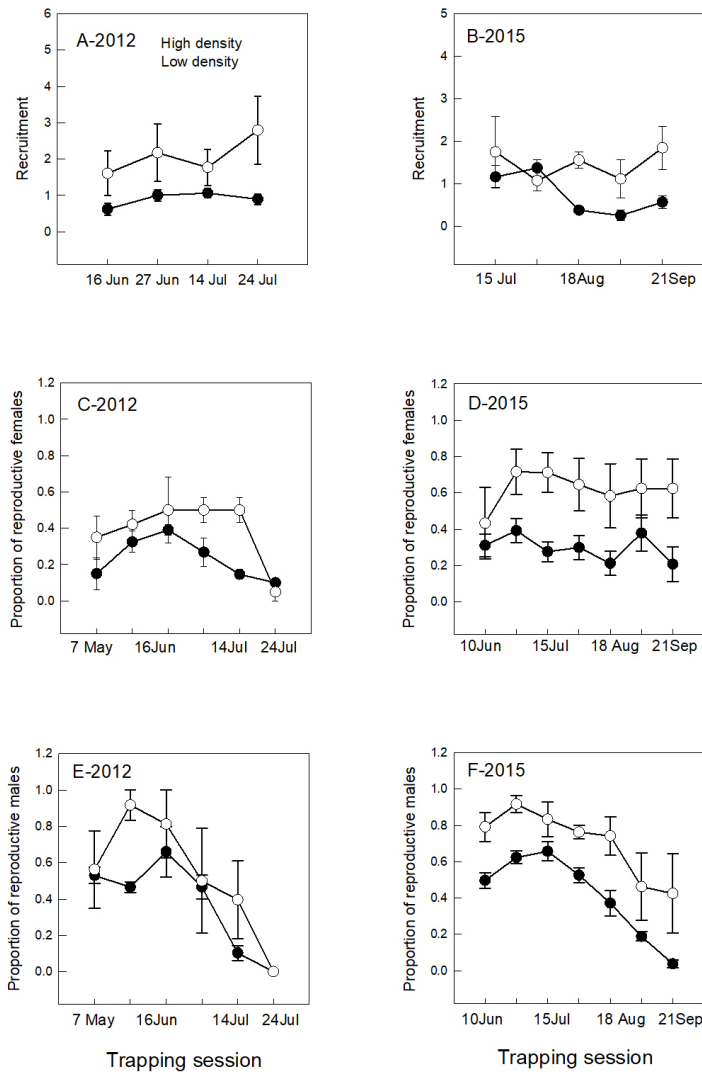 A-2012
High density
Low density
Recruitment
6
5
4
3
2
1
0
16 Jun 27 Jun 14 Jul 24 Jul
B-2015
Recruitment
5
4
3
2
1
0
15 Jul 18Aug 21Sep
C-2012
Proportion of reproductive females
1.2
1.0
0.8
0.6
0.4
0.2
0.0
7 May 16Jun 14Jul 24Jul
D-2015
Proportion of reproductive females
1.2
1.0
0.8
0.6
0.4
0.2
0.0
10Jun 15Jul 18 Aug 21Sep
E-2012
Proportion of reproductive males
1.2
1.0
0.8
0.6
0.4
0.2
0.0
7 May 16Jun 14Jul 24Jul
Trapping session
F-2015
Proportion of reproductive males
1.2
1.0
0.8
0.6
0.4
0.2
0.0
10Jun 15Jul 18 Aug 21Sep
Trapping session